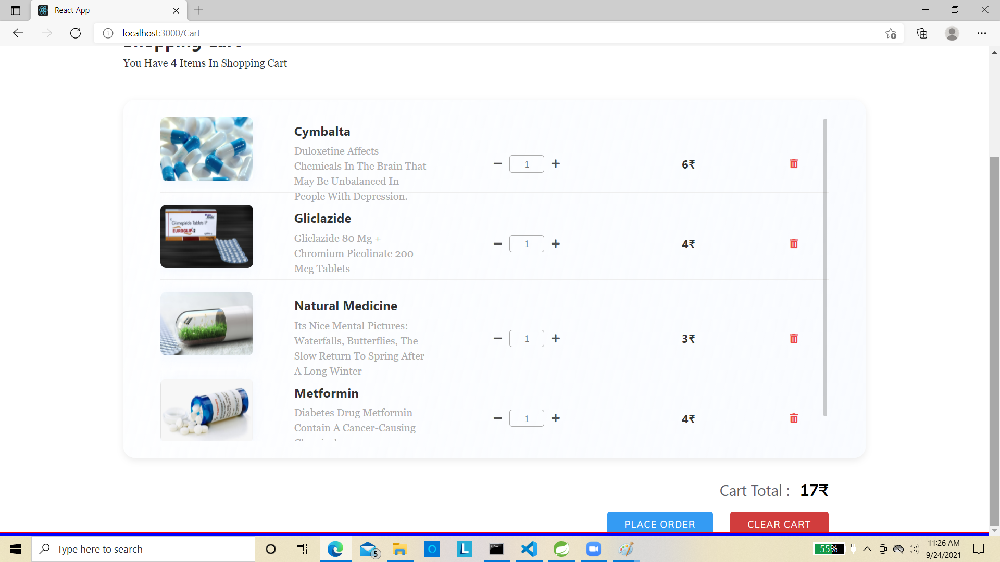 React App
localhost:3000/Cart
Shopping Cart
You Have 4 Items In Shopping Cart
Cymbalta
Duloxetine Affects
Chemicals In The Brain That
May Be Unbalanced In
People With Depression.
1
6₹
Glimepiride Tablets IP
EUROGLIP-2
Gliclazide
Gliclazide 80 Mg +
Chromium Picolinate 200
Mcg Tablets
1
4₹
Natural Medicine
Its Nice Mental Pictures:
Waterfalls, Butterflies, The
Slow Return To Spring After
A Long Winter
1
3₹
Metformin
Diabetes Drug Metformin
Contain A Cancer-Causing
1
4₹
Cart Total : 17₹
PLACE ORDER
CLEAR CART
Type here to search
5
L
55%
11:26 AM
9/24/2021